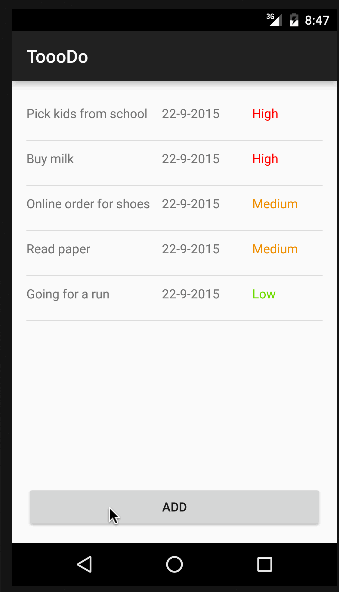 3G 8:47
ToooDo
Pick kids from school 22-9-2015 High
Buy milk 22-9-2015 High
Online order for shoes 22-9-2015 Medium
Read paper 22-9-2015 Medium
Going for a run 22-9-2015 Low
ADD